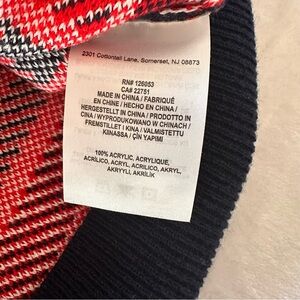 2301 Cottontail Lane, Somerset, NJ 08873
RN# 126053
CA# 22751
MADE IN CHINA / FABRIQUÉ
EN CHINE / HECHO EN CHINA /
HERGESTELLT IN CHINA / PRODOTTO IN
CINA / WYPRODUKOWANO W CHINACH /
FREMSTILLET I KINA / VALMISTETTU
KIINASSA / ÇİN YAPIMI
100% ACRYLIC, ACRYLIQUE,
ACRÍLICO, ACRYL, ACRILICO, AKRYL,
AKRYYLI, AKRİLİK